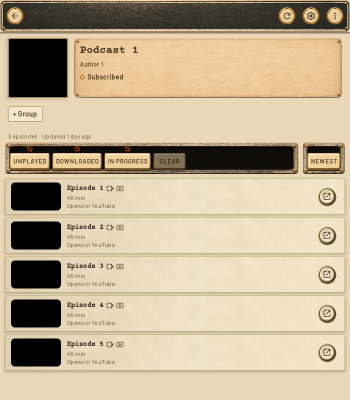 Podcast 1
Author 1
Subscribed
+ Group
3 episodes · Updated 1 day ago
UNPLAYED DOWNLOADED IN PROGRESS CLEAR NEWEST
Episode 1
45 min
Opens in YouTube
Episode 2
45 min
Opens in YouTube
Episode 3
45 min
Opens in YouTube
Episode 4
45 min
Opens in YouTube
Episode 5
45 min
Opens in YouTube